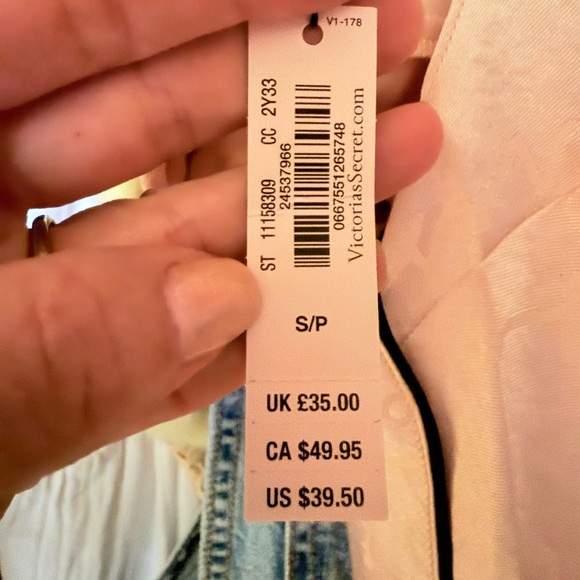 V1-178
ST 11158309 CC 2Y33
24537966
0667551265748
VictoriasSecret.com
S/P
UK £35.00
CA $49.95
US $39.50